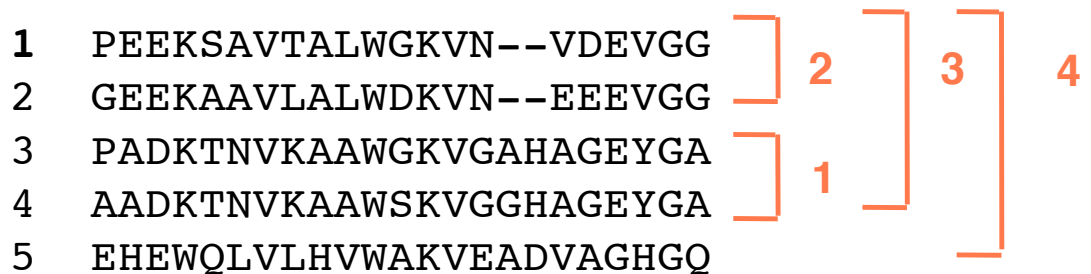 1 PEEKSAVTALWGKVN--VDEVGG
2 GEEKAAVLALWDKVN--EEEVGG
3 PADKTNVKAAWGKVGAHAGEYGA
4 AADKTNVKAAWSKVGGHAGEYGA
5 EHEWQLVLHVWAKVEADVAGHGQ
2 3 4
1